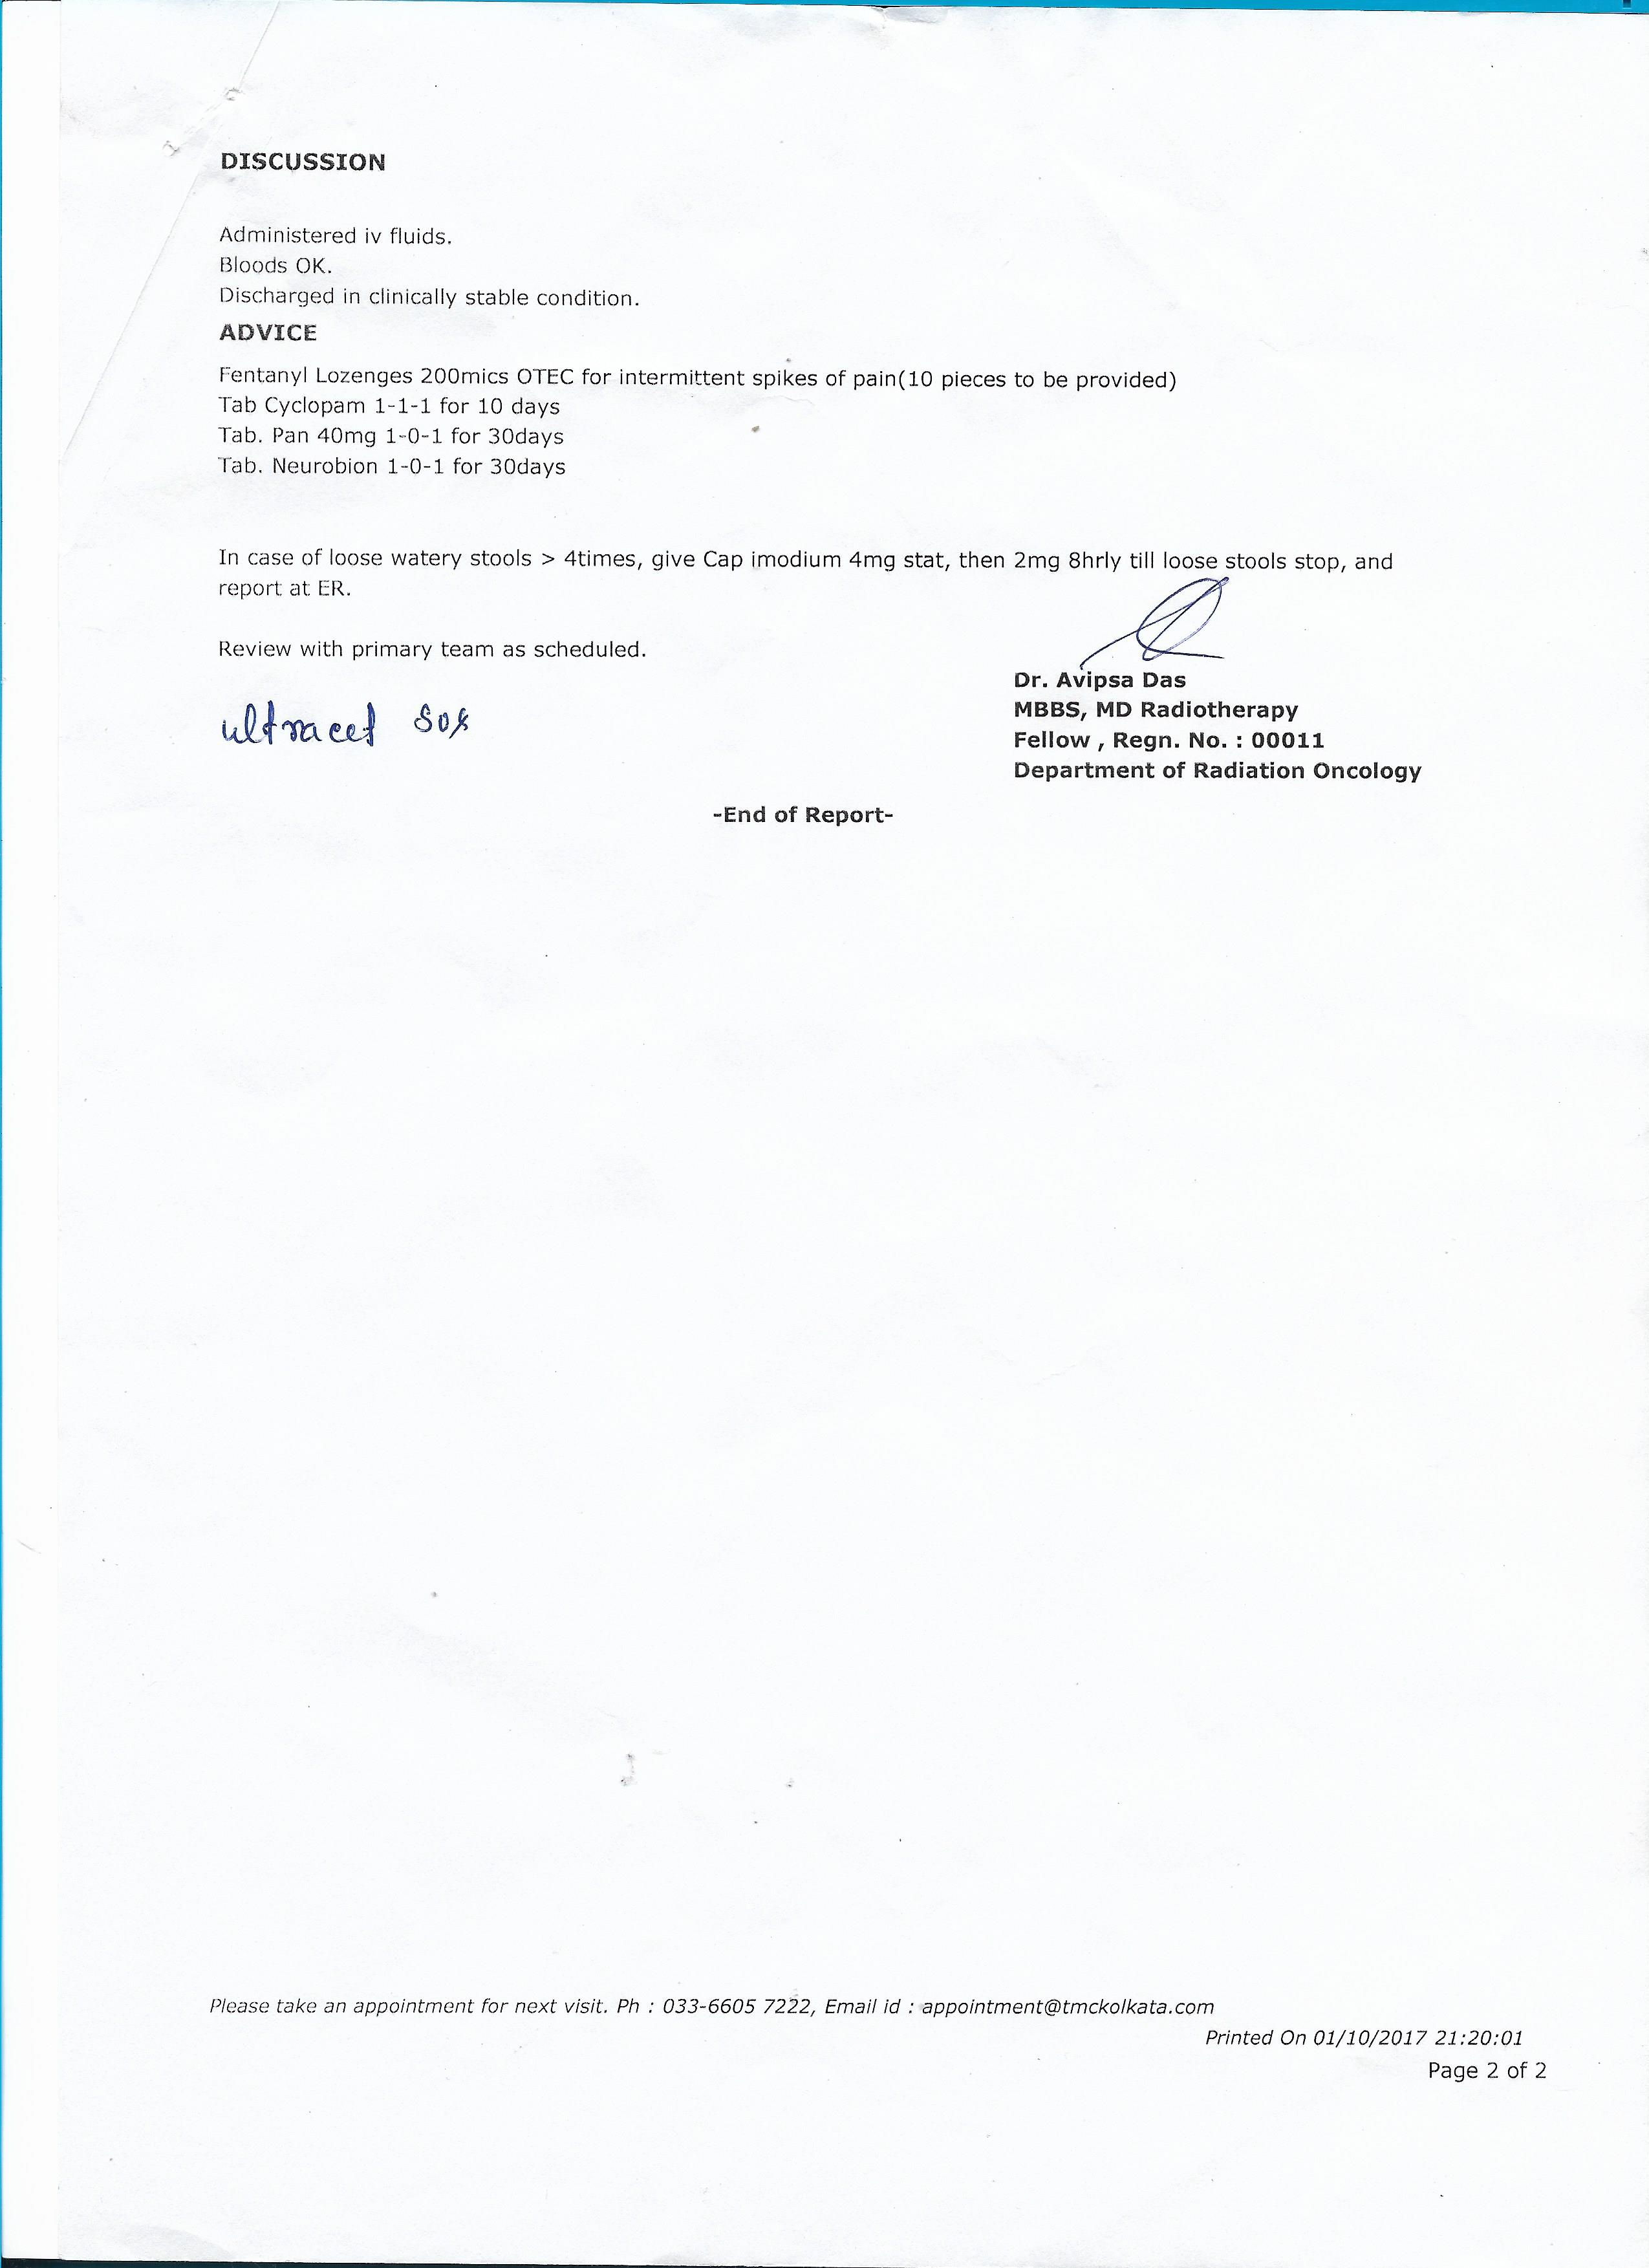 DISCUSSION
Administered iv fluids.
Bloods OK.
Discharged in clinically stable condition.
ADVICE
Fentanyl Lozenges 200mics OTEC for intermittent spikes of pain(10 pieces to be provided)
Tab Cyclopam 1-1-1 for 10 days
Tab. Pan 40mg 1-0-1 for 30days
Tab. Neurobion 1-0-1 for 30days
In case of loose watery stools > 4times, give Cap imodium 4mg stat, then 2mg 8hrly till loose stools stop, and
report at ER.
Review with primary team as scheduled.
Dr. Avipsa Das
MBBS, MD Radiotherapy
Fellow , Regn. No. : 00011
Department of Radiation Oncology
ultracet SOS
-End of Report-
Please take an appointment for next visit. Ph : 033-6605 7222, Email id : appointment@tmckolkata.com
Printed On 01/10/2017 21:20:01
Page 2 of 2